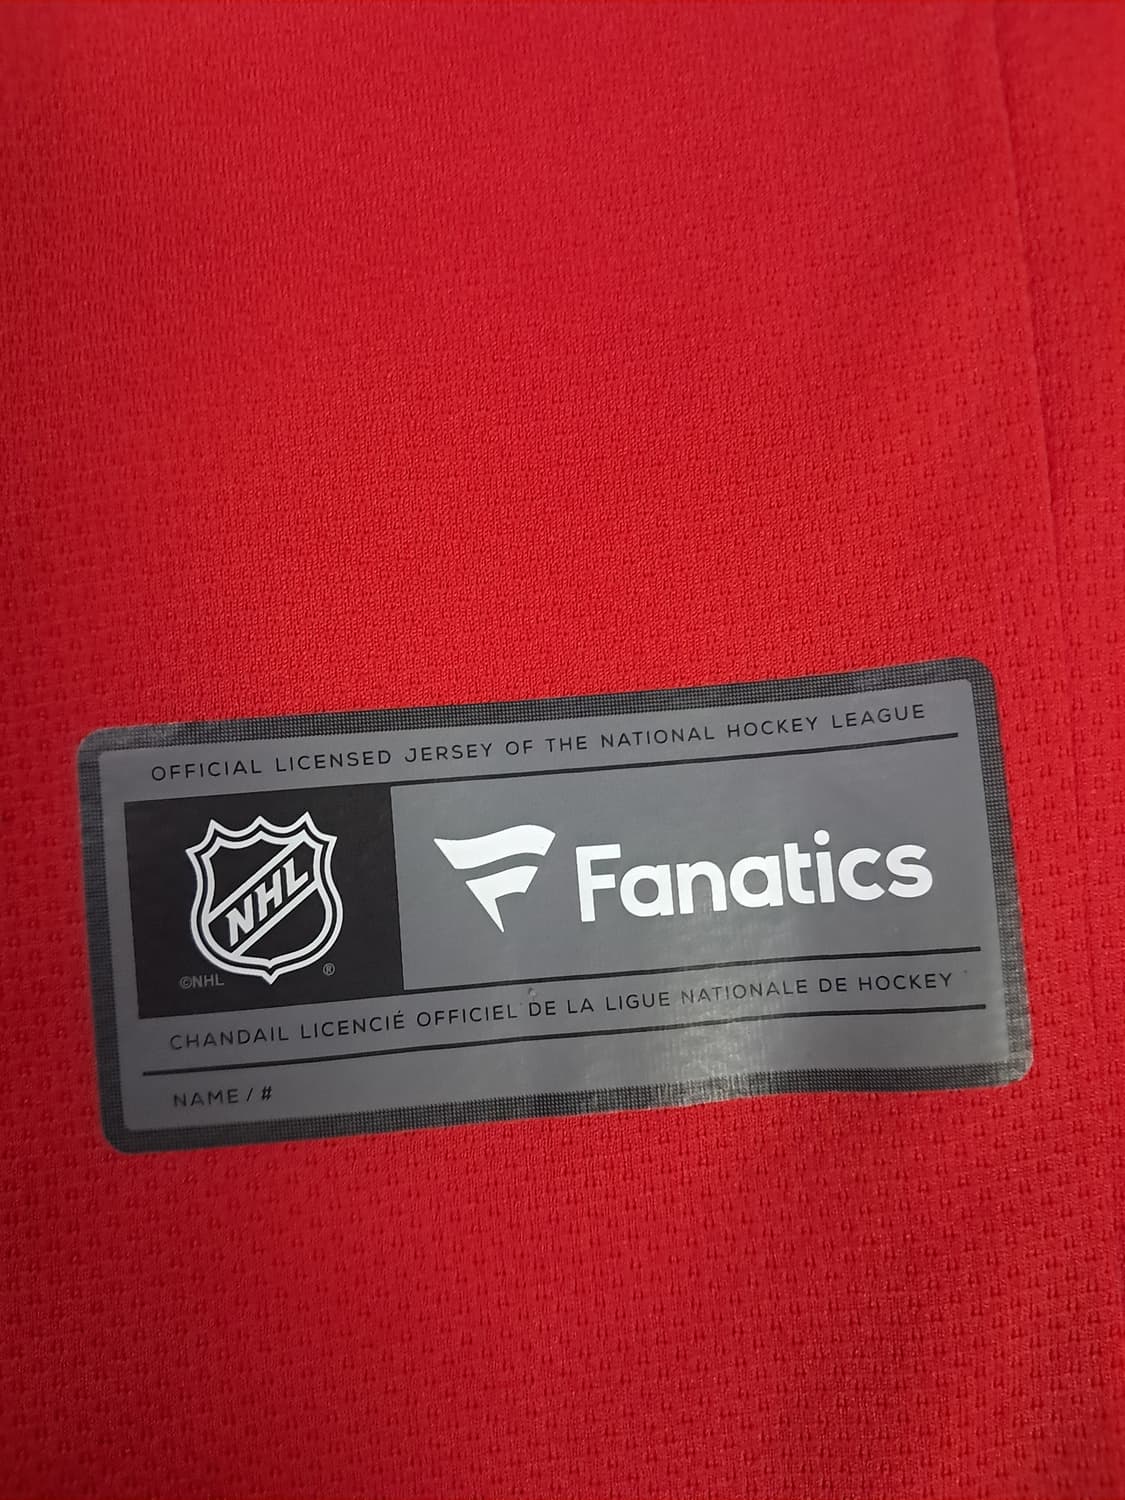 OFFICIAL LICENSED JERSEY OF THE NATIONAL HOCKEY LEAGUE
NHL
©NHL ®
Fanatics
CHANDAIL LICENCIÉ OFFICIEL DE LA LIGUE NATIONALE DE HOCKEY
NAME / #